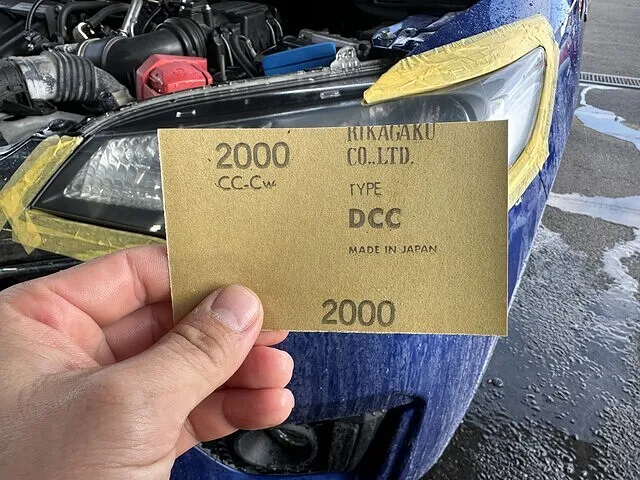 2000
CC-Cw
RIKAGAKU
CO.,LTD.
TYPE
DCC
MADE IN JAPAN
2000